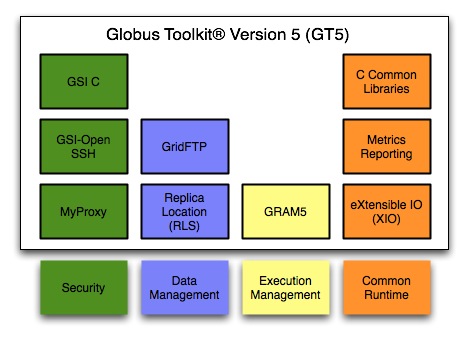 Globus Toolkit® Version 5 (GT5)
GSI C
C Common
Libraries
GSI-Open
SSH
GridFTP
Metrics
Reporting
MyProxy
Replica
Location
(RLS)
GRAM5
eXtensible IO
(XIO)
Security
Data
Management
Execution
Management
Common
Runtime